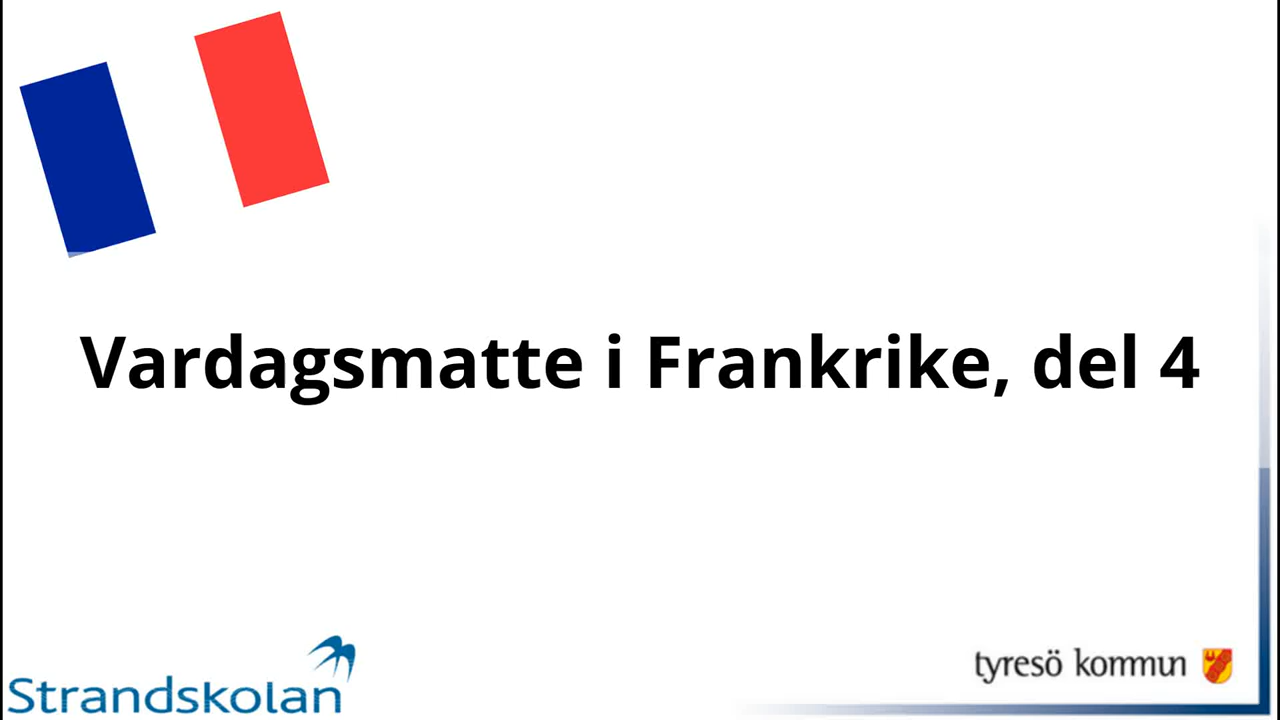 Vardagsmatte i Frankrike, del 4
Strandskolan
tyresö kommun